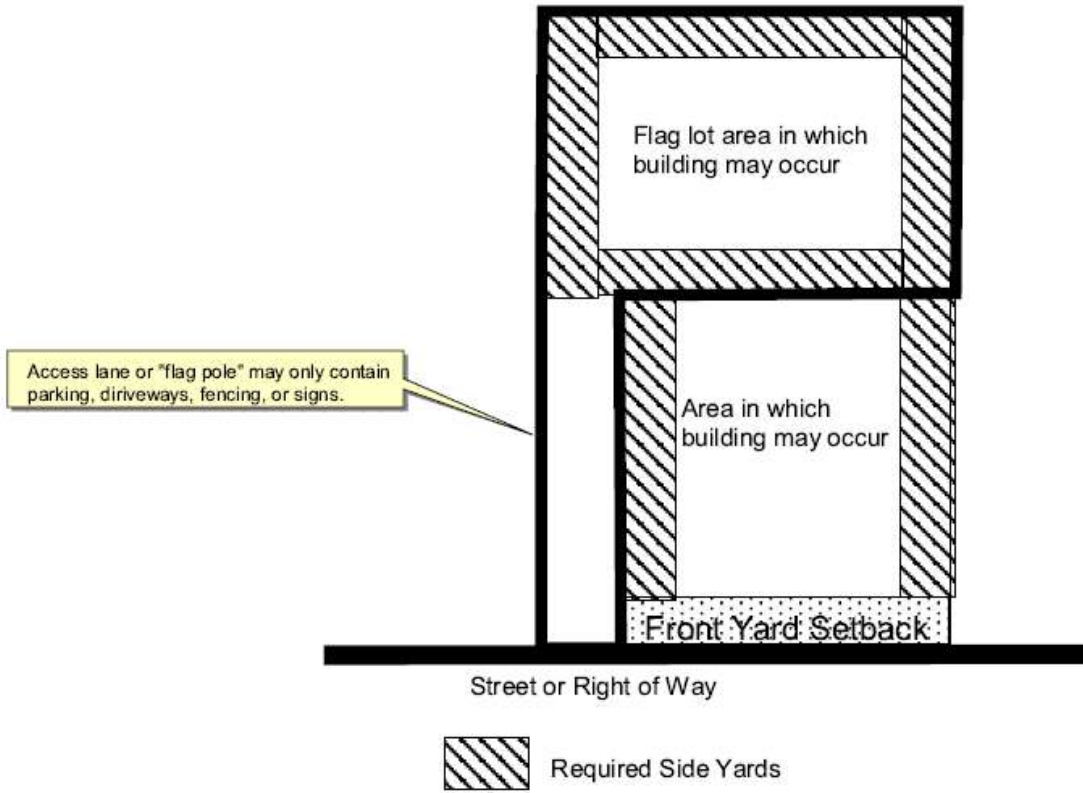 Flag lot area in which
building may occur
Access lane or "flag pole" may only contain
parking, diriveways, fencing, or signs.
Area in which
building may occur
Front Yard Setback
Street or Right of Way
Required Side Yards